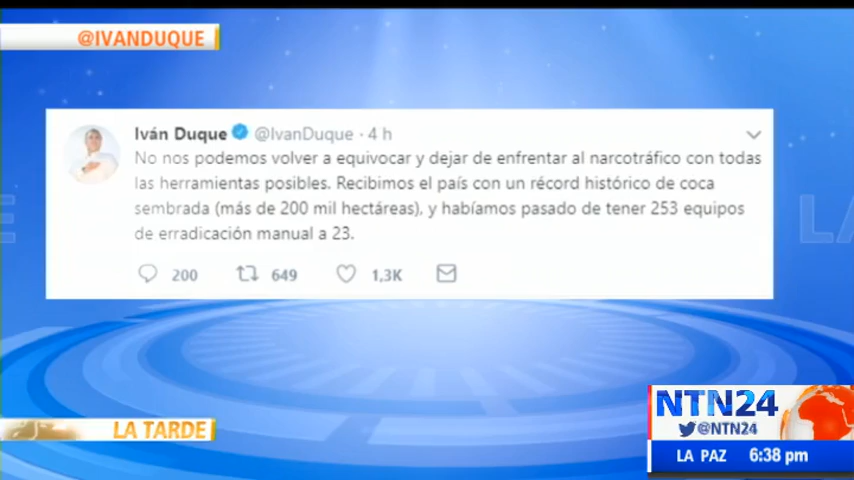 @IVANDUQUE
Iván Duque @IvanDuque · 4 h
No nos podemos volver a equivocar y dejar de enfrentar al narcotráfico con todas
las herramientas posibles. Recibimos el país con un récord histórico de coca
sembrada (más de 200 mil hectáreas), y habíamos pasado de tener 253 equipos
de erradicación manual a 23.
200 649 1,3K
LA TARDE
NTN24
@NTN24
LA PAZ 6:38 pm